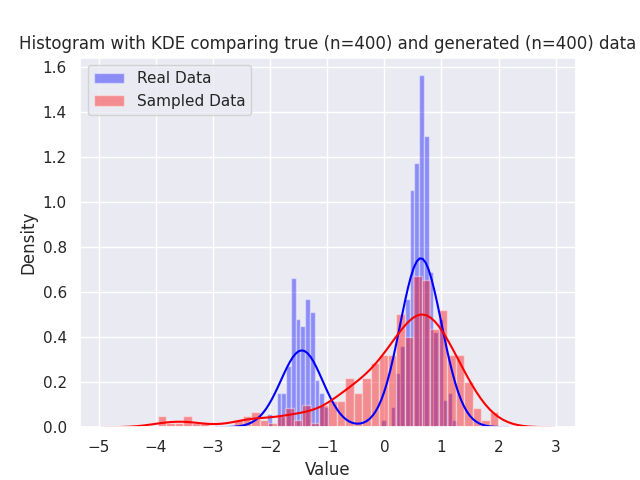 Histogram with KDE comparing true (n=400) and generated (n=400) data
Real Data
Sampled Data
1.6
1.4
1.2
1.0
0.8
0.6
0.4
0.2
0.0
Density
−5 −4 −3 −2 −1 0 1 2 3
Value